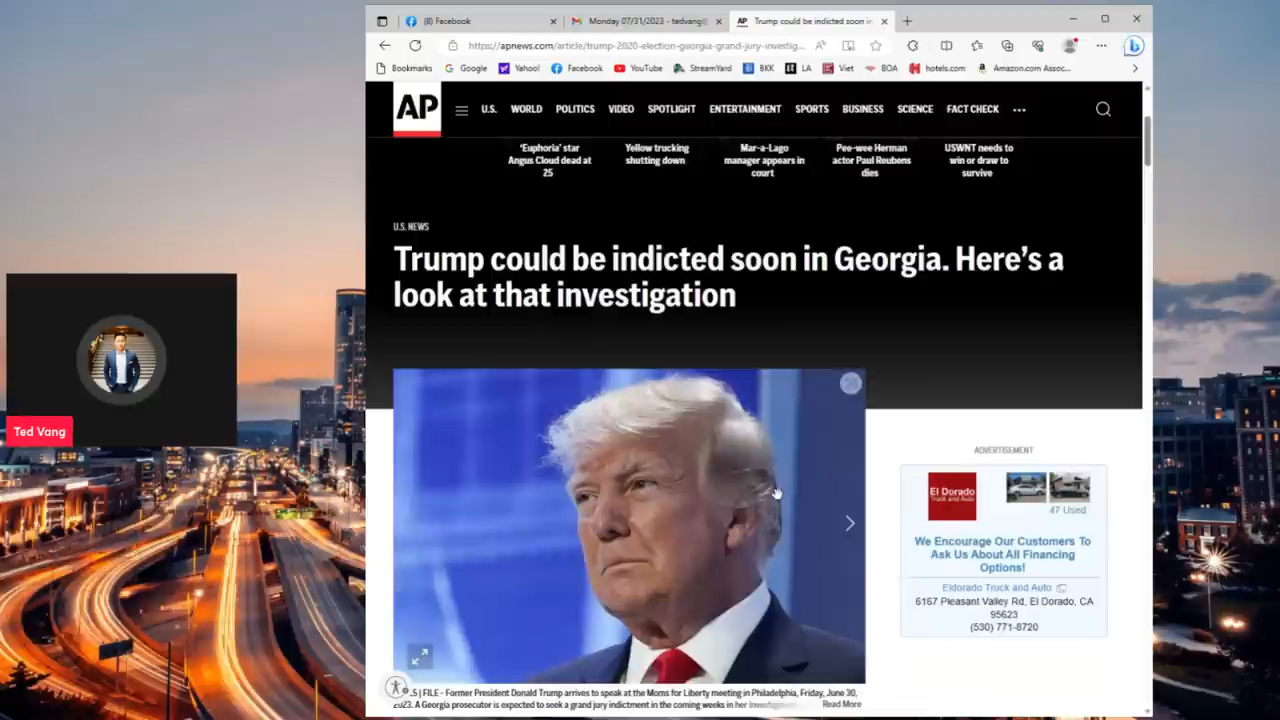 (8) Facebook
Monday 07/31/2023 - tedvang@
AP Trump could be indicted soon in
https://apnews.com/article/trump-2020-election-georgia-grand-jury-investig...
Bookmarks Google Yahoo! Facebook YouTube StreamYard BKK LA Viet BOA hotels.com Amazon.com Assoc...
AP U.S. WORLD POLITICS VIDEO SPOTLIGHT ENTERTAINMENT SPORTS BUSINESS SCIENCE FACT CHECK ...
'Euphoria' star
Angus Cloud dead at
25
Yellow trucking
shutting down
Mar-a-Lago
manager appears in
court
Pee-wee Herman
actor Paul Reubens
dies
USWNT needs to
win or draw to
survive
U.S. NEWS
Trump could be indicted soon in Georgia. Here's a
look at that investigation
Ted Vang
ADVERTISEMENT
El Dorado
Truck and Auto
47 Used
We Encourage Our Customers To
Ask Us About All Financing
Options!
Eldorado Truck and Auto
6167 Pleasant Valley Rd, El Dorado, CA
95623
(530) 771-8720
5 | FILE - Former President Donald Trump arrives to speak at the Moms for Liberty meeting in Philadelphia, Friday, June 30,
2023. A Georgia prosecutor is expected to seek a grand jury indictment in the coming weeks in her
Read More